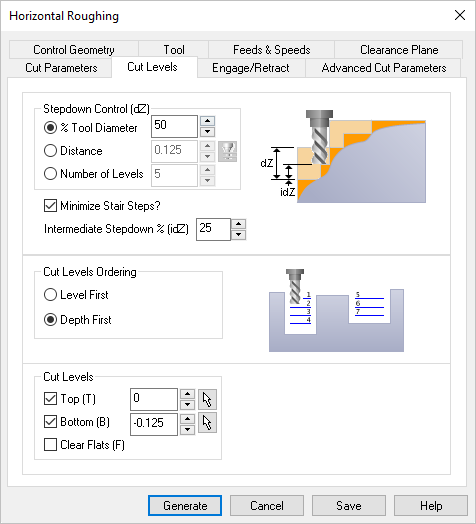 Horizontal Roughing
Control Geometry Tool Feeds & Speeds Clearance Plane
Cut Parameters Cut Levels Engage/Retract Advanced Cut Parameters
Stepdown Control (dZ)
% Tool Diameter 50
Distance 0.125
Number of Levels 5
dZ
idZ
Minimize Stair Steps?
Intermediate Stepdown % (idZ) 25
Cut Levels Ordering
Level First
Depth First
1 5
2 6
3 7
4
Cut Levels
Top (T) 0
Bottom (B) -0.125
Clear Flats (F)
Generate Cancel Save Help